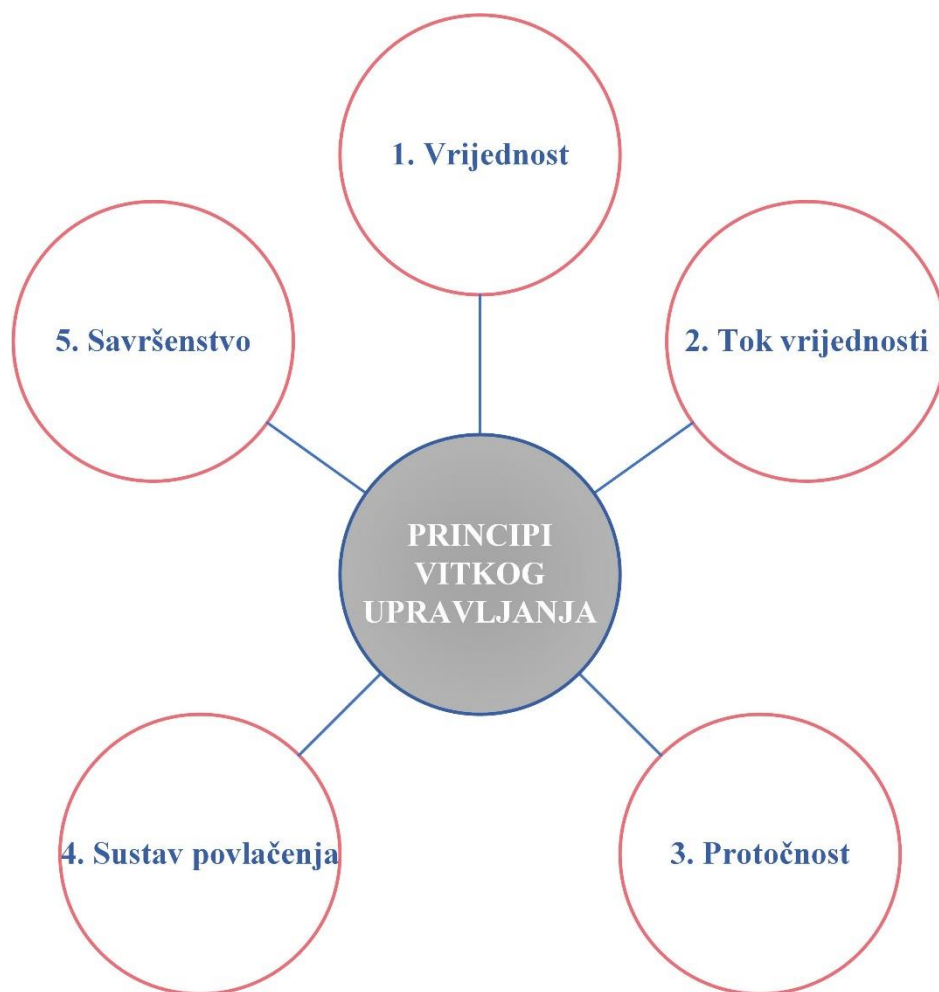 1. Vrijednost
5. Savršenstvo
2. Tok vrijednosti
PRINCIPI
VITKOG
UPRAVLJANJA
4. Sustav povlačenja
3. Protočnost